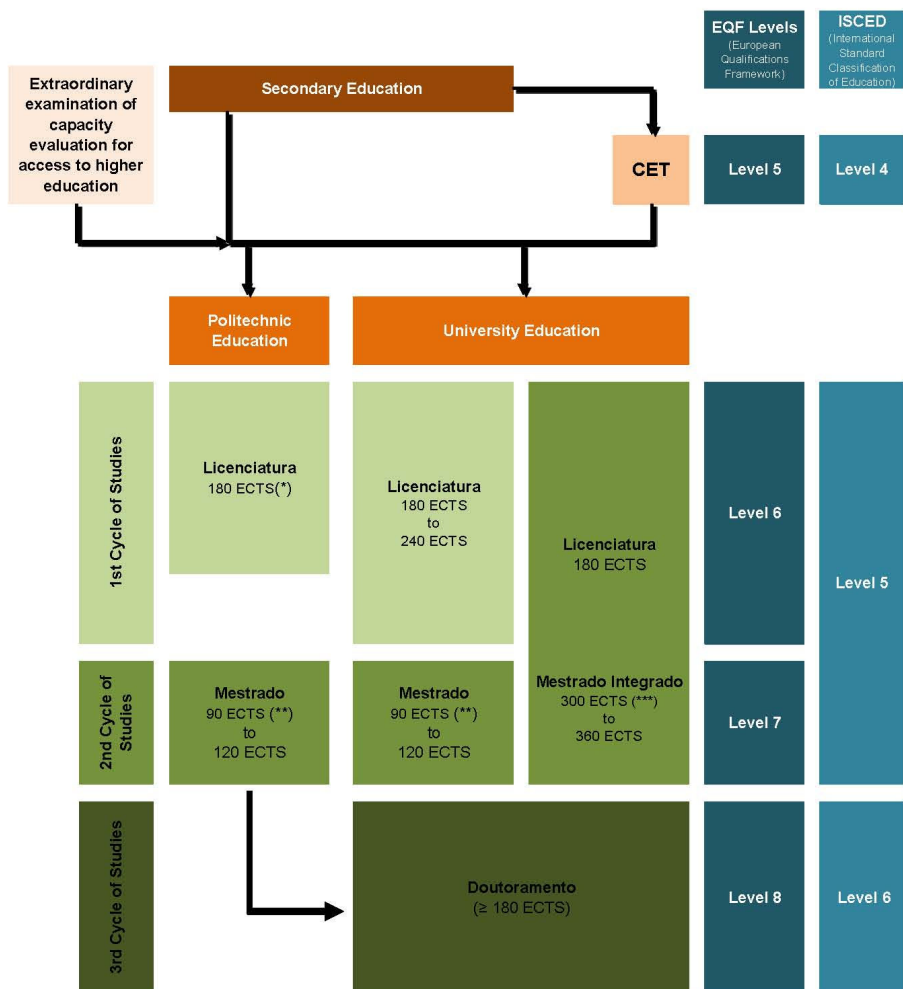 EQF Levels
(European
Qualifications
Framework)
ISCED
(International
Standard
Classification
of Education)
Extraordinary
examination of
capacity
evaluation for
access to higher
education
Secondary Education
CET
Level 5
Level 4
Politechnic
Education
University Education
1st Cycle of Studies
Licenciatura
180 ECTS(*)
Licenciatura
180 ECTS
to
240 ECTS
Licenciatura
180 ECTS
Level 6
Level 5
2nd Cycle of
Studies
Mestrado
90 ECTS (**)
to
120 ECTS
Mestrado
90 ECTS (**)
to
120 ECTS
Mestrado Integrado
300 ECTS (***)
to
360 ECTS
Level 7
3rd Cycle of Studies
Doutoramento
(≥ 180 ECTS)
Level 8
Level 6